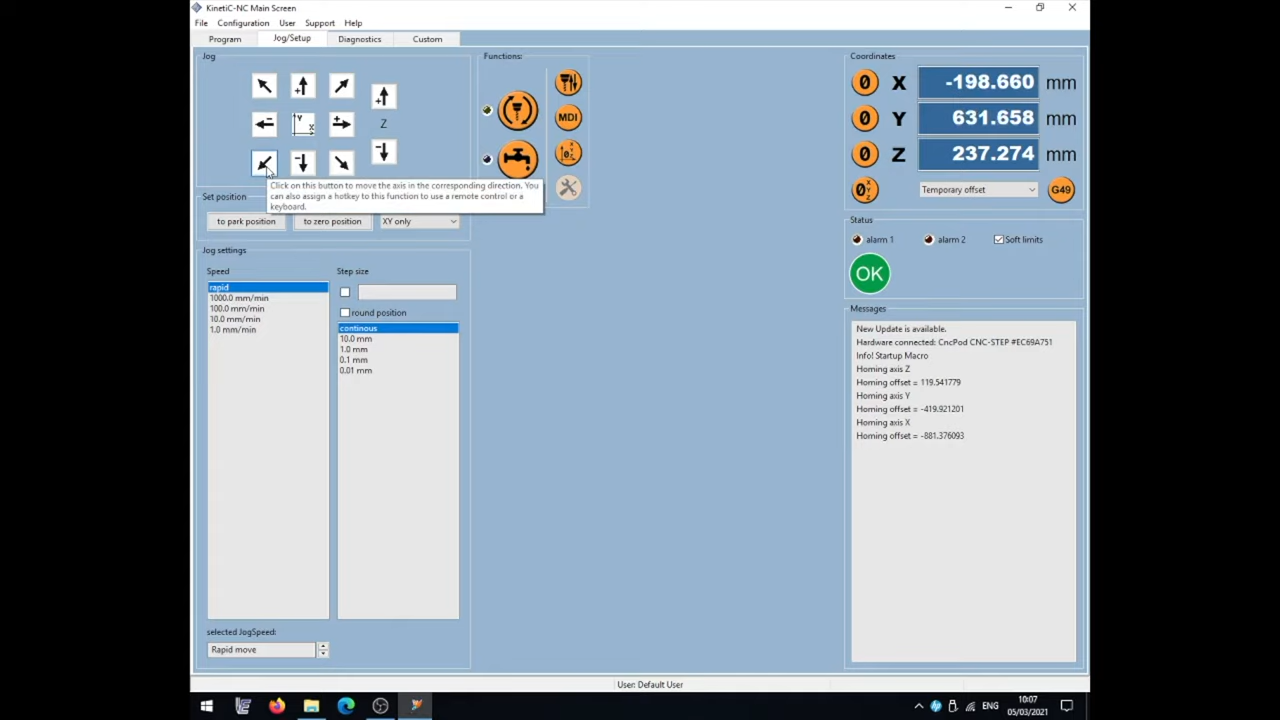 KinetiC-NC Main Screen
File Configuration User Support Help
Program Jog/Setup Diagnostics Custom
Jog
Y
X
Z
Click on this button to move the axis in the corresponding direction. You
can also assign a hotkey to this function to use a remote control or a
keyboard.
Set position
to park position to zero position XY only
Jog settings
Speed
rapid
1000.0 mm/min
100.0 mm/min
10.0 mm/min
1.0 mm/min
Step size
round position
continous
10.0 mm
1.0 mm
0.1 mm
0.01 mm
selected JogSpeed:
Rapid move
Functions:
MDI
Coordinates
0 X -198.660 mm
0 Y 631.658 mm
0 Z 237.274 mm
Temporary offset G49
Status
alarm 1 alarm 2 Soft limits
OK
Messages
New Update is available.
Hardware connected: CncPod CNC-STEP #EC69A751
Info! Startup Macro
Homing axis Z
Homing offset = 119.541779
Homing axis Y
Homing offset = -419.921201
Homing axis X
Homing offset = -881.376093
User: Default User
ENG
10:07
05/03/2021